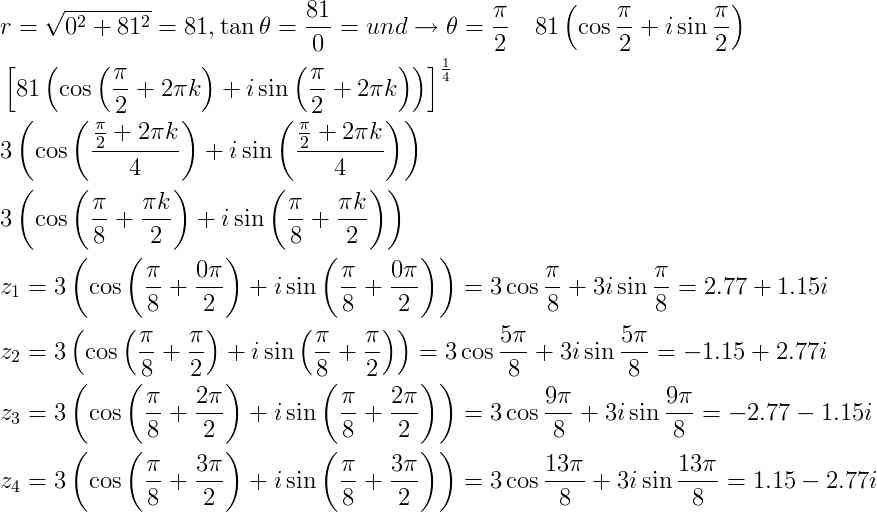 r = √(0² + 81²) = 81, tan θ = 81/0 = und → θ = π/2   81(cos π/2 + i sin π/2)
[81(cos(π/2 + 2πk) + i sin(π/2 + 2πk))]^(1/4)
3(cos((π/2 + 2πk)/4) + i sin((π/2 + 2πk)/4))
3(cos(π/8 + πk/2) + i sin(π/8 + πk/2))
z₁ = 3(cos(π/8 + 0π/2) + i sin(π/8 + 0π/2)) = 3 cos π/8 + 3i sin π/8 = 2.77 + 1.15i
z₂ = 3(cos(π/8 + π/2) + i sin(π/8 + π/2)) = 3 cos 5π/8 + 3i sin 5π/8 = −1.15 + 2.77i
z₃ = 3(cos(π/8 + 2π/2) + i sin(π/8 + 2π/2)) = 3 cos 9π/8 + 3i sin 9π/8 = −2.77 − 1.15i
z₄ = 3(cos(π/8 + 3π/2) + i sin(π/8 + 3π/2)) = 3 cos 13π/8 + 3i sin 13π/8 = 1.15 − 2.77i